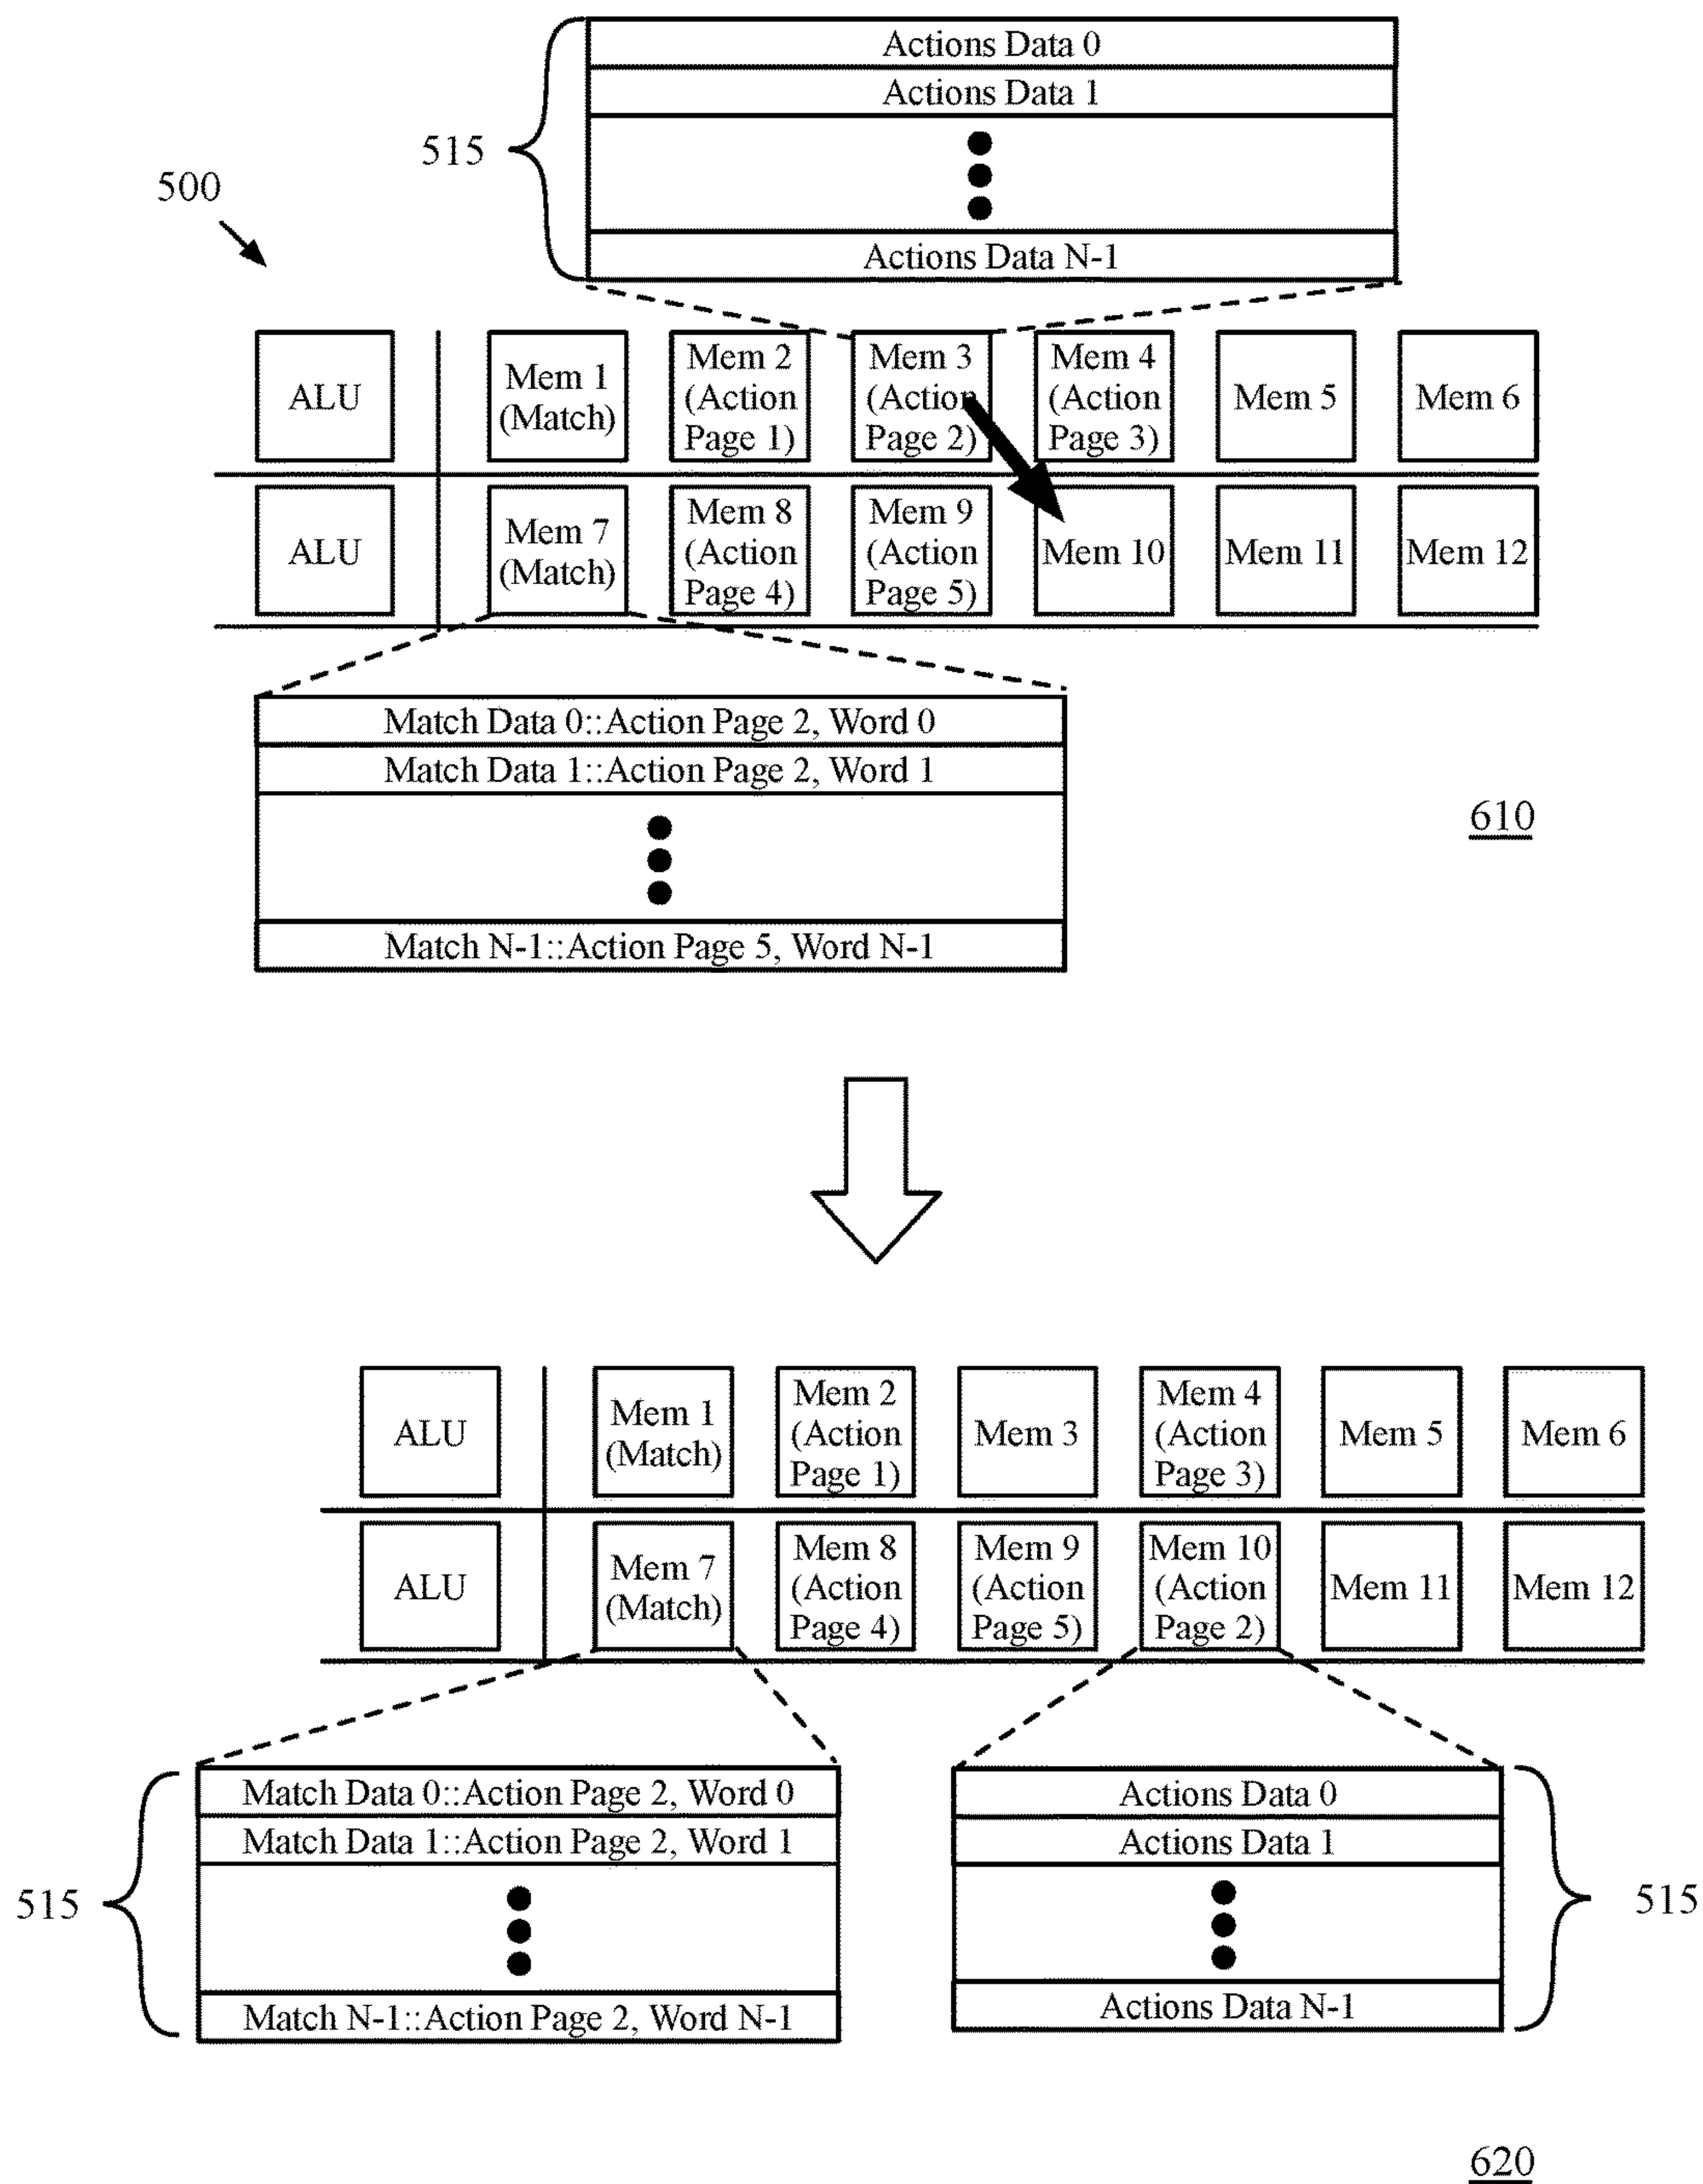 Actions Data 0
Actions Data 1
515
500
Actions Data N-1
ALU
Mem 1
(Match)
Mem 2
(Action
Page 1)
Mem 3
(Action
Page 2)
Mem 4
(Action
Page 3)
Mem 5
Mem 6
ALU
Mem 7
(Match)
Mem 8
(Action
Page 4)
Mem 9
(Action
Page 5)
Mem 10
Mem 11
Mem 12
Match Data 0::Action Page 2, Word 0
Match Data 1::Action Page 2, Word 1
610
Match N-1::Action Page 5, Word N-1
ALU
Mem 1
(Match)
Mem 2
(Action
Page 1)
Mem 3
Mem 4
(Action
Page 3)
Mem 5
Mem 6
ALU
Mem 7
(Match)
Mem 8
(Action
Page 4)
Mem 9
(Action
Page 5)
Mem 10
(Action
Page 2)
Mem 11
Mem 12
Match Data 0::Action Page 2, Word 0
Match Data 1::Action Page 2, Word 1
515
Match N-1::Action Page 2, Word N-1
Actions Data 0
Actions Data 1
515
Actions Data N-1
620